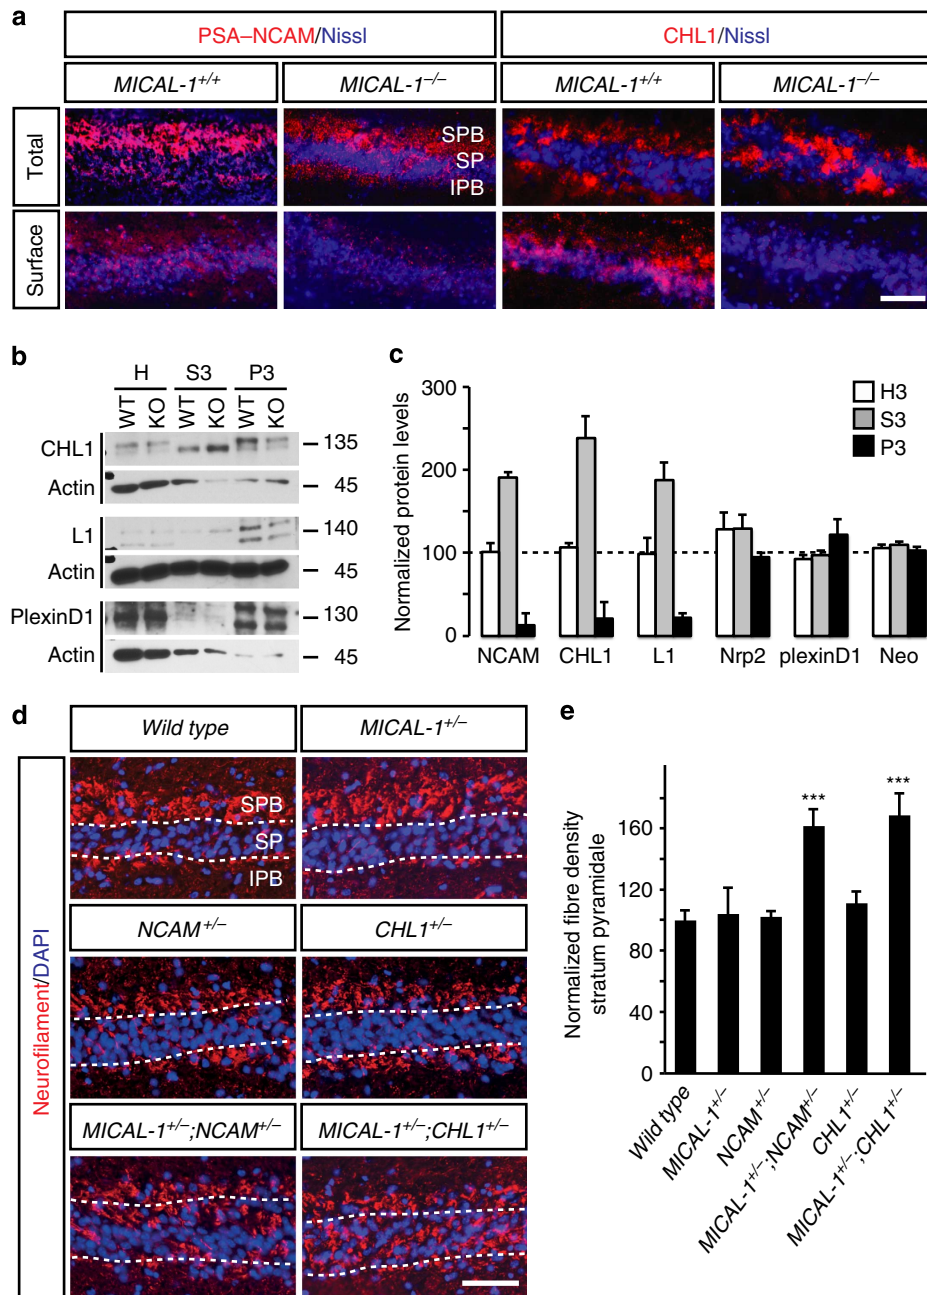 a
PSA–NCAM/Nissl
CHL1/Nissl
MICAL-1+/+
MICAL-1–/–
MICAL-1+/+
MICAL-1–/–
Total
SPB
SP
IPB
Surface
b
H S3 P3
WT KO WT KO WT KO
CHL1 135
Actin 45
L1 140
Actin 45
PlexinD1 130
Actin 45
c
Normalized protein levels
300
200
100
0
H3
S3
P3
NCAM CHL1 L1 Nrp2 plexinD1 Neo
d
Neurofilament/DAPI
Wild type
MICAL-1+/–
SPB
SP
IPB
NCAM+/–
CHL1+/–
MICAL-1+/–;NCAM+/–
MICAL-1+/–;CHL1+/–
e
Normalized fibre density
stratum pyramidale
160
120
80
40
0
***
***
Wild type
MICAL-1+/–
NCAM+/–
MICAL-1+/–;NCAM+/–
CHL1+/–
MICAL-1+/–;CHL1+/–